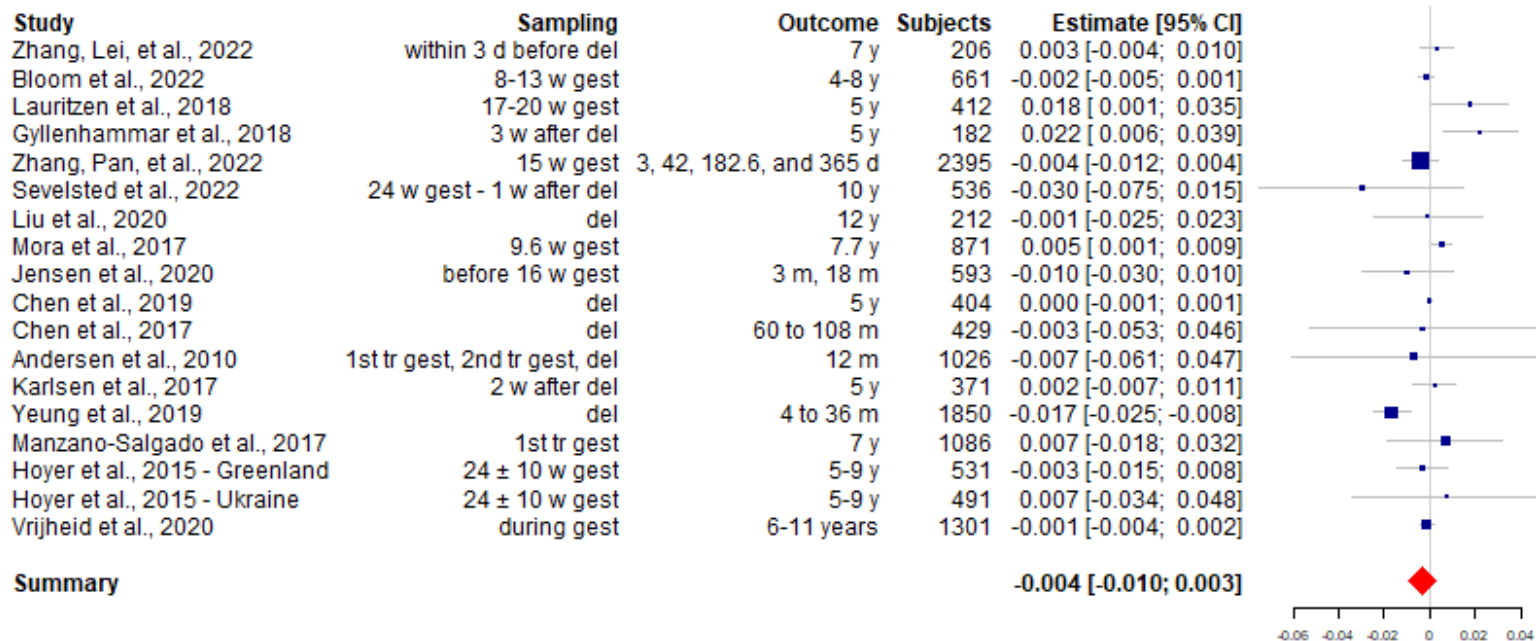 Study Sampling Outcome Subjects Estimate [95% CI]
Zhang, Lei, et al., 2022 within 3 d before del 7 y 206 0.003 [-0.004; 0.010]
Bloom et al., 2022 8-13 w gest 4-8 y 661 -0.002 [-0.005; 0.001]
Lauritzen et al., 2018 17-20 w gest 5 y 412 0.018 [ 0.001; 0.035]
Gyllenhammar et al., 2018 3 w after del 5 y 182 0.022 [ 0.006; 0.039]
Zhang, Pan, et al., 2022 15 w gest 3, 42, 182.6, and 365 d 2395 -0.004 [-0.012; 0.004]
Sevelsted et al., 2022 24 w gest - 1 w after del 10 y 536 -0.030 [-0.075; 0.015]
Liu et al., 2020 del 12 y 212 -0.001 [-0.025; 0.023]
Mora et al., 2017 9.6 w gest 7.7 y 871 0.005 [ 0.001; 0.009]
Jensen et al., 2020 before 16 w gest 3 m, 18 m 593 -0.010 [-0.030; 0.010]
Chen et al., 2019 del 5 y 404 0.000 [-0.001; 0.001]
Chen et al., 2017 del 60 to 108 m 429 -0.003 [-0.053; 0.046]
Andersen et al., 2010 1st tr gest, 2nd tr gest, del 12 m 1026 -0.007 [-0.061; 0.047]
Karlsen et al., 2017 2 w after del 5 y 371 0.002 [-0.007; 0.011]
Yeung et al., 2019 del 4 to 36 m 1850 -0.017 [-0.025; -0.008]
Manzano-Salgado et al., 2017 1st tr gest 7 y 1086 0.007 [-0.018; 0.032]
Hoyer et al., 2015 - Greenland 24 ± 10 w gest 5-9 y 531 -0.003 [-0.015; 0.008]
Hoyer et al., 2015 - Ukraine 24 ± 10 w gest 5-9 y 491 0.007 [-0.034; 0.048]
Vrijheid et al., 2020 during gest 6-11 years 1301 -0.001 [-0.004; 0.002]
Summary -0.004 [-0.010; 0.003]
-0.06 -0.04 -0.02 0 0.02 0.04